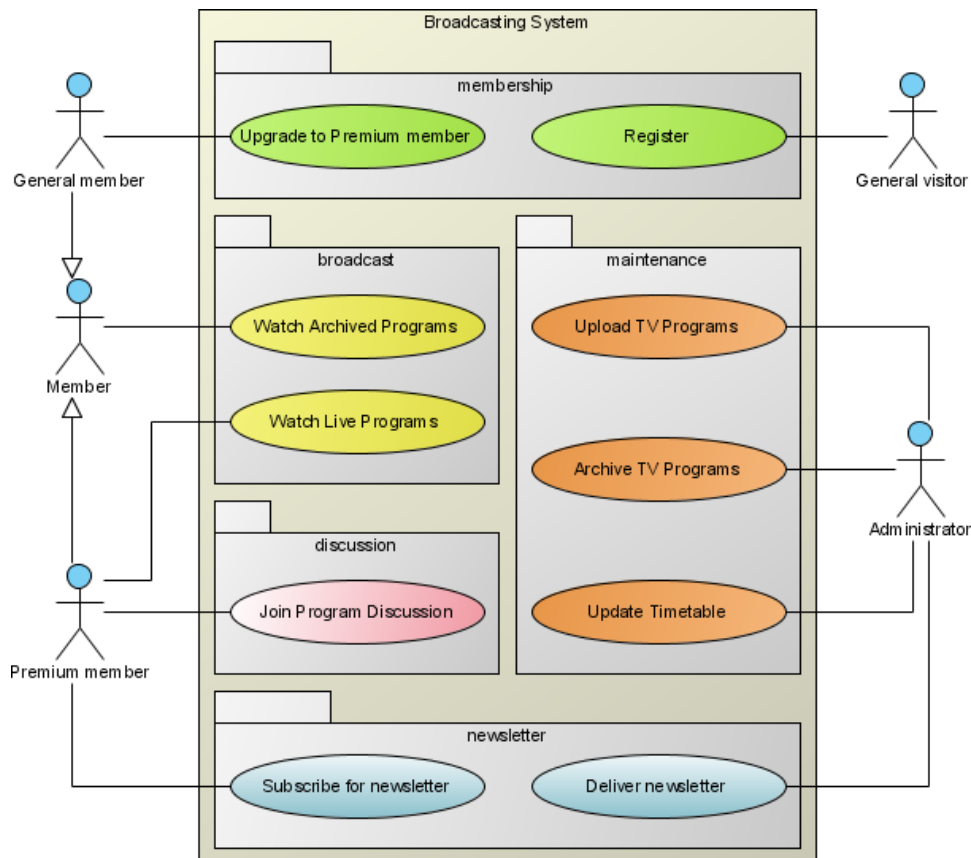 Broadcasting System
membership
Upgrade to Premium member
Register
General member
General visitor
broadcast
maintenance
Watch Archived Programs
Upload TV Programs
Member
Watch Live Programs
Archive TV Programs
Administrator
discussion
Join Program Discussion
Update Timetable
Premium member
newsletter
Subscribe for newsletter
Deliver newsletter